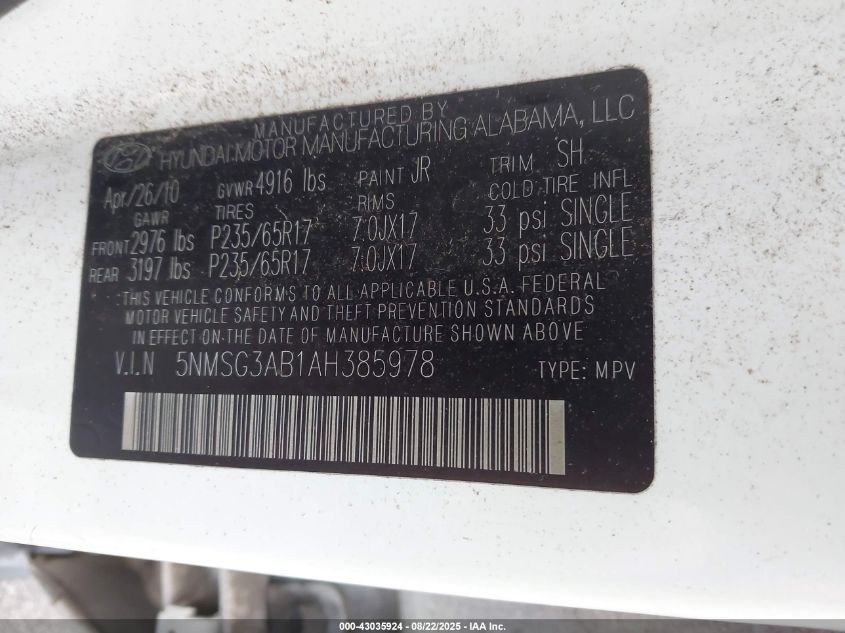 MANUFACTURED BY
HYUNDAI MOTOR MANUFACTURING ALABAMA, LLC
Apr/26/10 GVWR 4916 lbs PAINT JR TRIM SH
GAWR TIRES RIMS COLD TIRE INFL
FRONT 2976 lbs P235/65R17 7.0JX17 33 psi SINGLE
REAR 3197 lbs P235/65R17 7.0JX17 33 psi SINGLE
THIS VEHICLE CONFORMS TO ALL APPLICABLE U.S.A. FEDERAL
MOTOR VEHICLE SAFETY AND THEFT PREVENTION STANDARDS
IN EFFECT ON THE DATE OF MANUFACTURE SHOWN ABOVE
V.I.N 5NMSG3AB1AH385978 TYPE: MPV
000-43035924 - 08/22/2025 - IAA Inc.